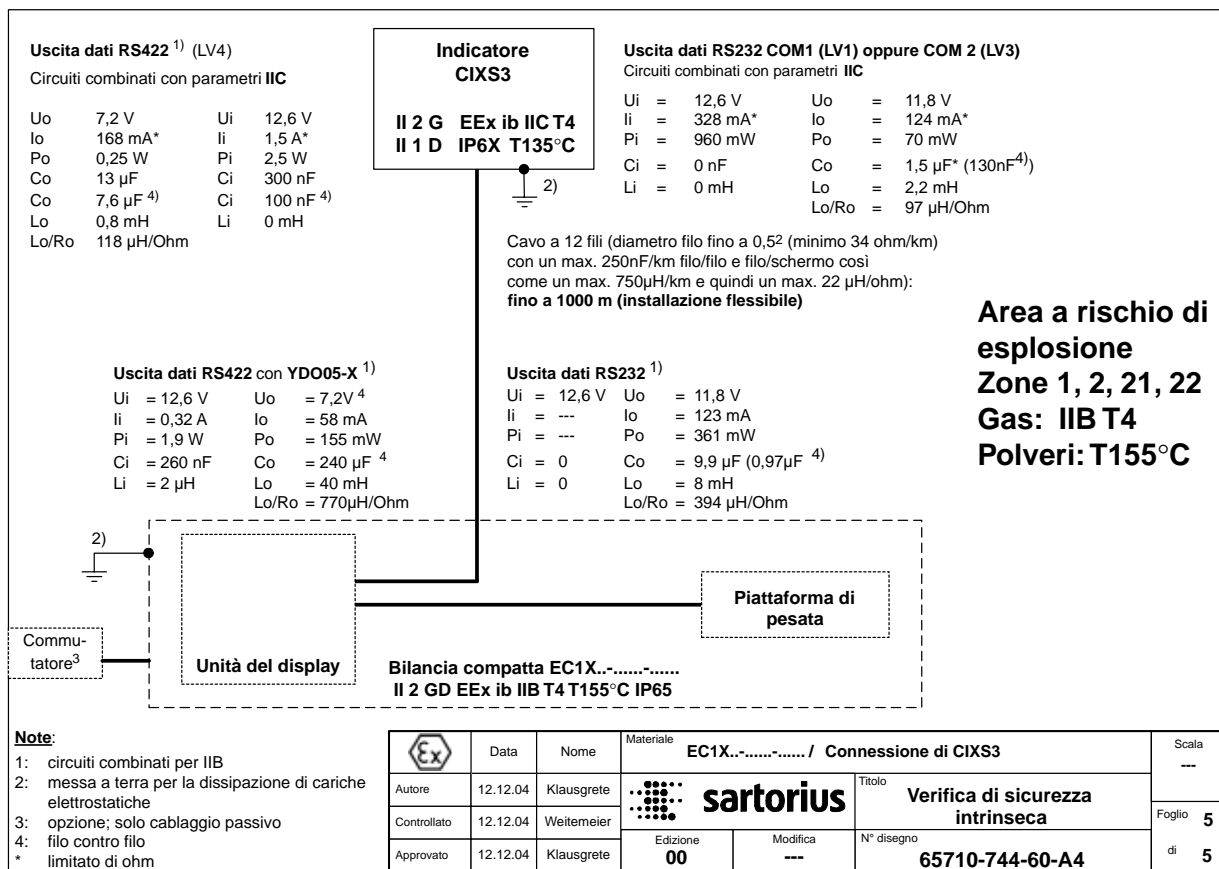 Uscita dati RS422 1) (LV4)
Circuiti combinati con parametri IIC
Uo 7,2 V Ui 12,6 V
Io 168 mA* Ii 1,5 A*
Po 0,25 W Pi 2,5 W
Co 13 µF Ci 300 nF
Co 7,6 µF 4) Ci 100 nF 4)
Lo 0,8 mH Li 0 mH
Lo/Ro 118 µH/Ohm
Indicatore
CIXS3
II 2 G EEx ib IIC T4
II 1 D IP6X T135°C
2)
Uscita dati RS232 COM1 (LV1) oppure COM 2 (LV3)
Circuiti combinati con parametri IIC
Ui = 12,6 V Uo = 11,8 V
Ii = 328 mA* Io = 124 mA*
Pi = 960 mW Po = 70 mW
Ci = 0 nF Co = 1,5 µF* (130nF4))
Li = 0 mH Lo = 2,2 mH
Lo/Ro = 97 µH/Ohm
Cavo a 12 fili (diametro filo fino a 0,52 (minimo 34 ohm/km)
con un max. 250nF/km filo/filo e filo/schermo così
come un max. 750µH/km e quindi un max. 22 µH/ohm):
fino a 1000 m (installazione flessibile)
Area a rischio di
esplosione
Zone 1, 2, 21, 22
Gas: IIB T4
Polveri: T155°C
Uscita dati RS422 con YDO05-X 1)
Ui = 12,6 V Uo = 7,2V 4
Ii = 0,32 A Io = 58 mA
Pi = 1,9 W Po = 155 mW
Ci = 260 nF Co = 240 µF 4
Li = 2 µH Lo = 40 mH
Lo/Ro = 770µH/Ohm
Uscita dati RS232 1)
Ui = 12,6 V Uo = 11,8 V
Ii = --- Io = 123 mA
Pi = --- Po = 361 mW
Ci = 0 Co = 9,9 µF (0,97µF 4)
Li = 0 Lo = 8 mH
Lo/Ro = 394 µH/Ohm
2)
Commu-
tatore3
Unità del display
Piattaforma di
pesata
Bilancia compatta EC1X..-......-......
II 2 GD EEx ib IIB T4 T155°C IP65
Note:
1: circuiti combinati per IIB
2: messa a terra per la dissipazione di cariche
elettrostatiche
3: opzione; solo cablaggio passivo
4: filo contro filo
* limitato di ohm
Ex Data Nome
Autore 12.12.04 Klausgrete
Controllato 12.12.04 Weitemeier
Approvato 12.12.04 Klausgrete
Materiale
EC1X..-......-...... / Connessione di CIXS3
sartorius
Titolo
Verifica di sicurezza
intrinseca
Edizione
00
Modifica
---
N° disegno
65710-744-60-A4
Scala
---
Foglio 5
di 5